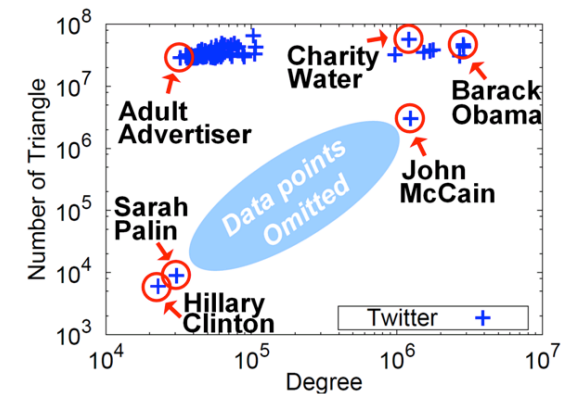 10^8
10^7
10^6
10^5
10^4
10^3
Number of Triangle
Charity
Water
Barack
Obama
Adult
Advertiser
John
McCain
Data points
Omitted
Sarah
Palin
Hillary
Clinton
Twitter
10^4
10^5
10^6
10^7
Degree